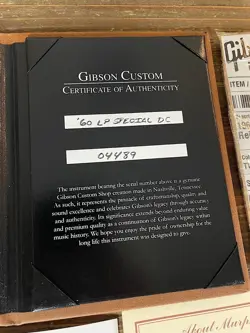 GIBSON CUSTOM
CERTIFICATE OF AUTHENTICITY
'60 LP SPECIAL DC
04489
The instrument bearing the serial number above is a genuine
Gibson Custom Shop creation made in Nashville, Tennessee.
As such, it represents the pinnacle of craftsmanship, quality, and
sound excellence and celebrates Gibson's legacy through accuracy
and authenticity. Its significance extends beyond enduring value
and premium quality as a continuation of Gibson's legacy within
music history. We hope you enjoy the pride of ownership for the
long life this instrument was designed to give.
Gib
ITEM /
About Murp